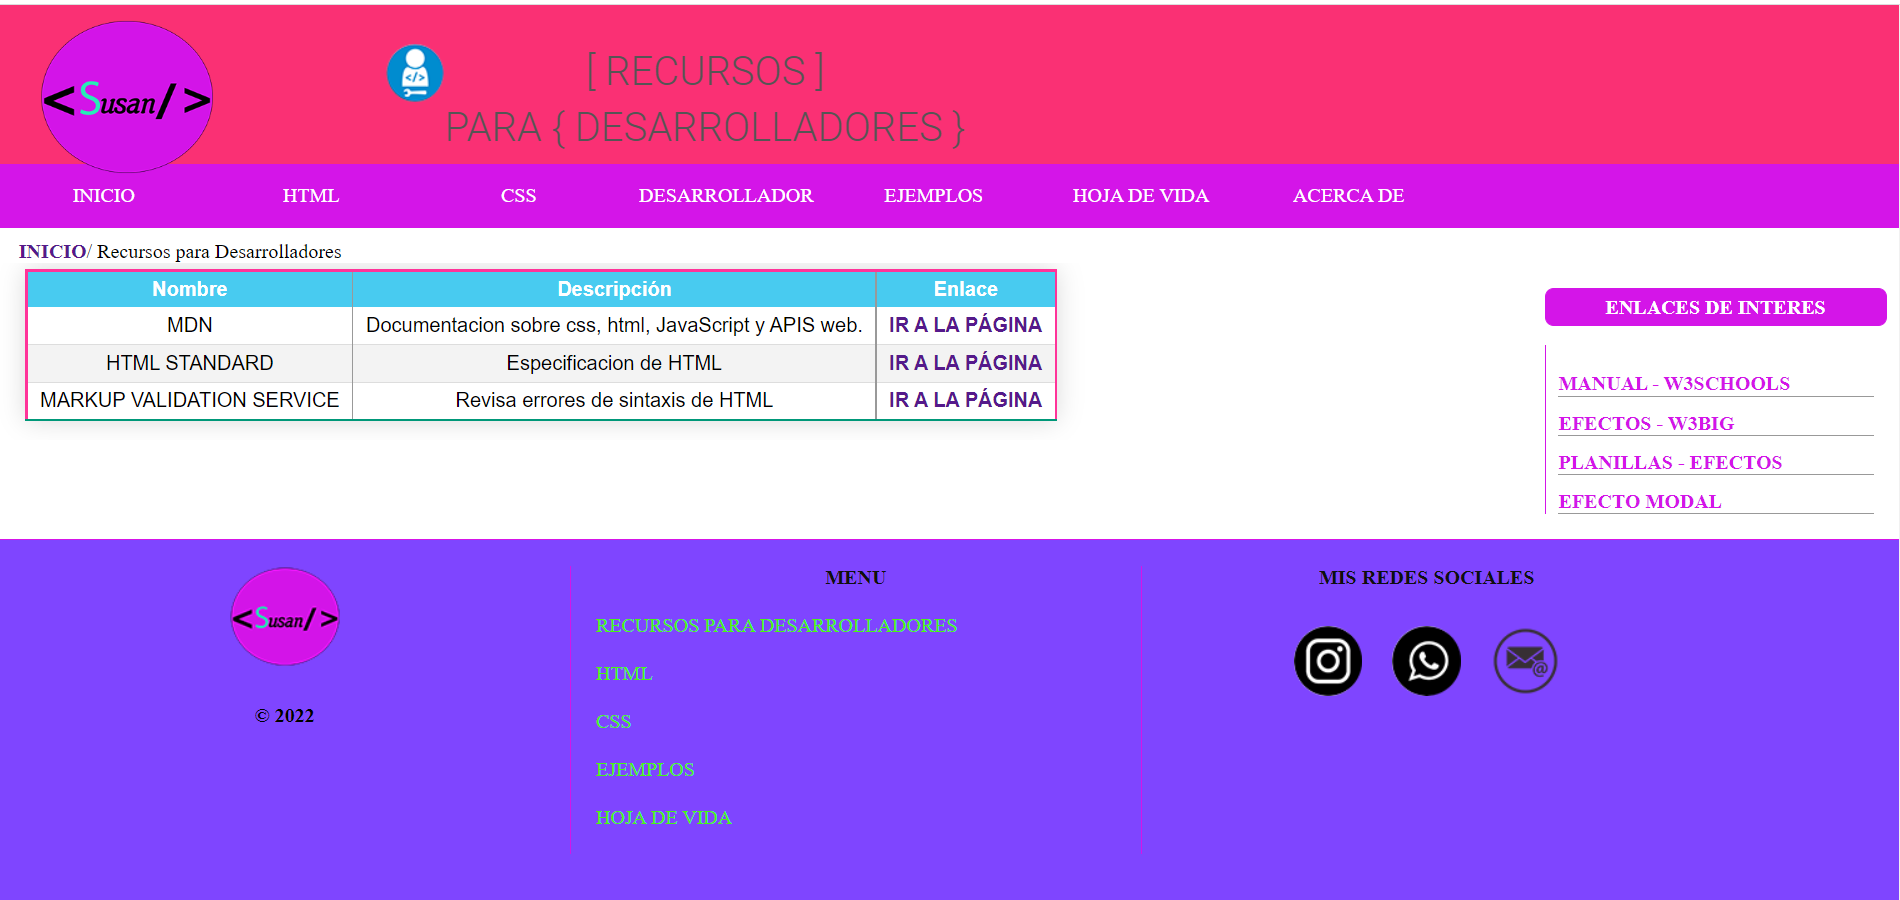 <Susan/>
</>
[ RECURSOS ]
PARA { DESARROLLADORES }
INICIO HTML CSS DESARROLLADOR EJEMPLOS HOJA DE VIDA ACERCA DE
INICIO/ Recursos para Desarrolladores
Nombre Descripción Enlace
MDN Documentacion sobre css, html, JavaScript y APIS web. IR A LA PÁGINA
HTML STANDARD Especificacion de HTML IR A LA PÁGINA
MARKUP VALIDATION SERVICE Revisa errores de sintaxis de HTML IR A LA PÁGINA
ENLACES DE INTERES
MANUAL - W3SCHOOLS
EFECTOS - W3BIG
PLANILLAS - EFECTOS
EFECTO MODAL
<Susan/>
© 2022
MENU
RECURSOS PARA DESARROLLADORES
HTML
CSS
EJEMPLOS
HOJA DE VIDA
MIS REDES SOCIALES
@